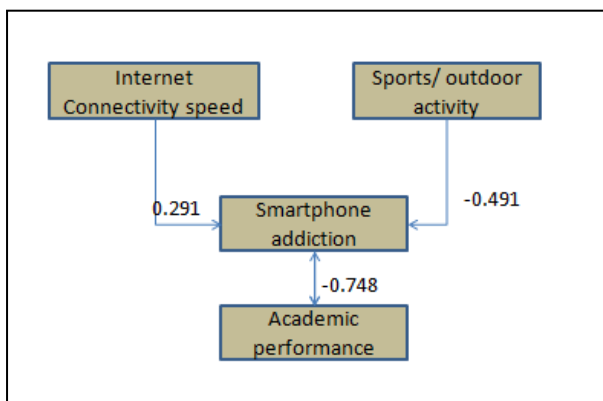 Internet
Connectivity speed
Sports/ outdoor
activity
0.291
Smartphone
addiction
-0.491
-0.748
Academic
performance